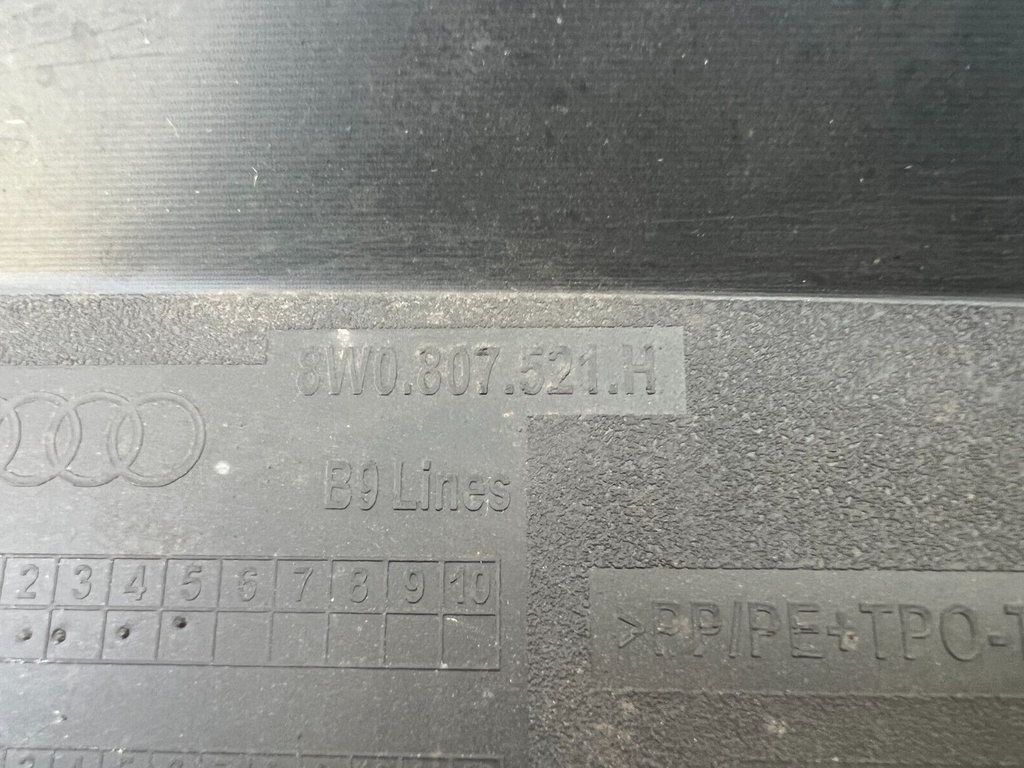 8W0.807.521.H
B9 Lines
2 3 4 5 6 7 8 9 10
>PP/PE+TPO-